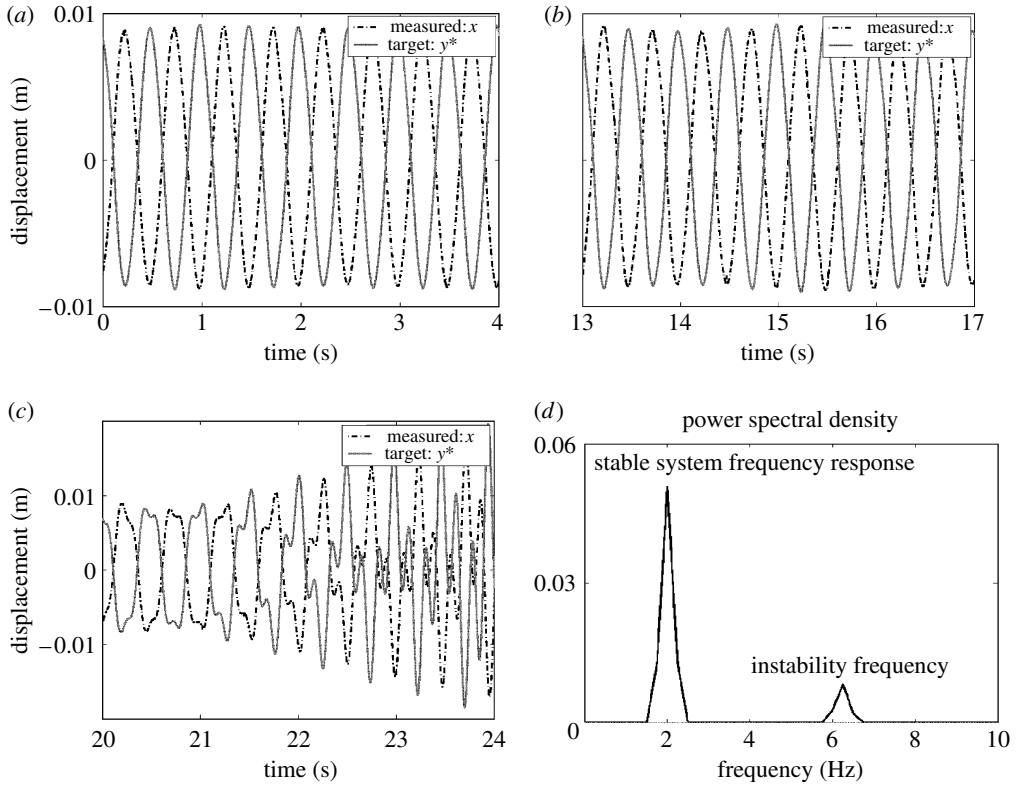 (a)
0.01
0
−0.01
displacement (m)
measured: x
target: y*
0 1 2 3 4
time (s)
(b)
measured: x
target: y*
13 14 15 16 17
time (s)
(c)
0.01
0
−0.01
displacement (m)
measured: x
target: y*
20 21 22 23 24
time (s)
(d)
power spectral density
0.06
0.03
0
stable system frequency response
instability frequency
0 2 4 6 8 10
frequency (Hz)